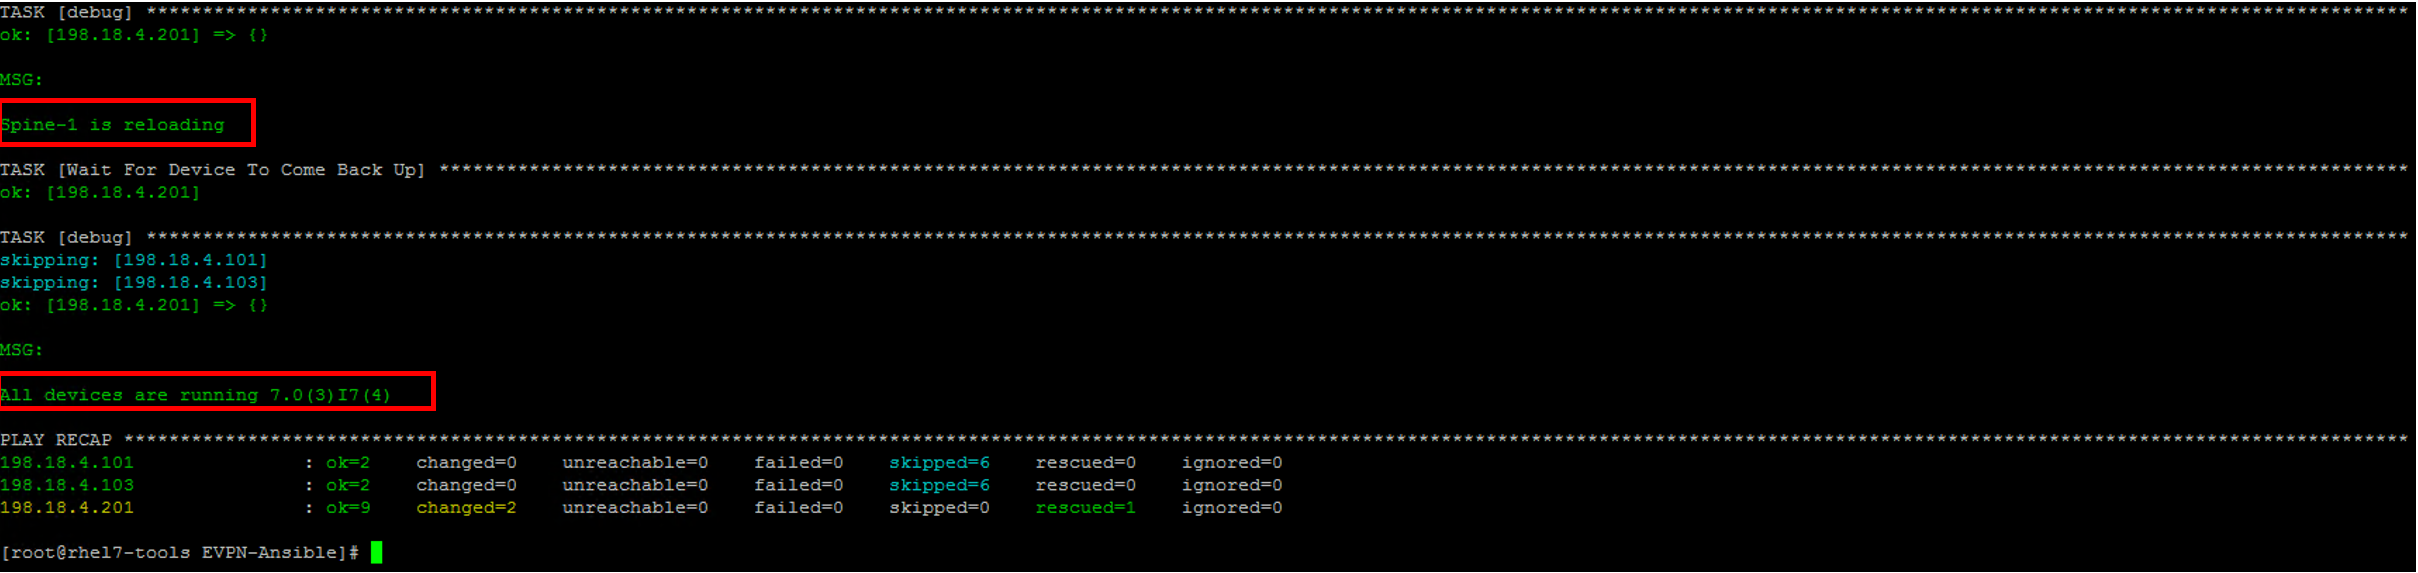 TASK [debug] ****************************************************************************************************************************************************************************************************************
ok: [198.18.4.201] => {}
MSG:
Spine-1 is reloading
TASK [Wait For Device To Come Back Up] ******************************************************************************************************************************************************************************
ok: [198.18.4.201]
TASK [debug] ****************************************************************************************************************************************************************************************************************
skipping: [198.18.4.101]
skipping: [198.18.4.103]
ok: [198.18.4.201] => {}
MSG:
All devices are running 7.0(3)I7(4)
PLAY RECAP ******************************************************************************************************************************************************************************************************************
198.18.4.101 : ok=2 changed=0 unreachable=0 failed=0 skipped=6 rescued=0 ignored=0
198.18.4.103 : ok=2 changed=0 unreachable=0 failed=0 skipped=6 rescued=0 ignored=0
198.18.4.201 : ok=9 changed=2 unreachable=0 failed=0 skipped=0 rescued=1 ignored=0
[root@rhel7-tools EVPN-Ansible]#